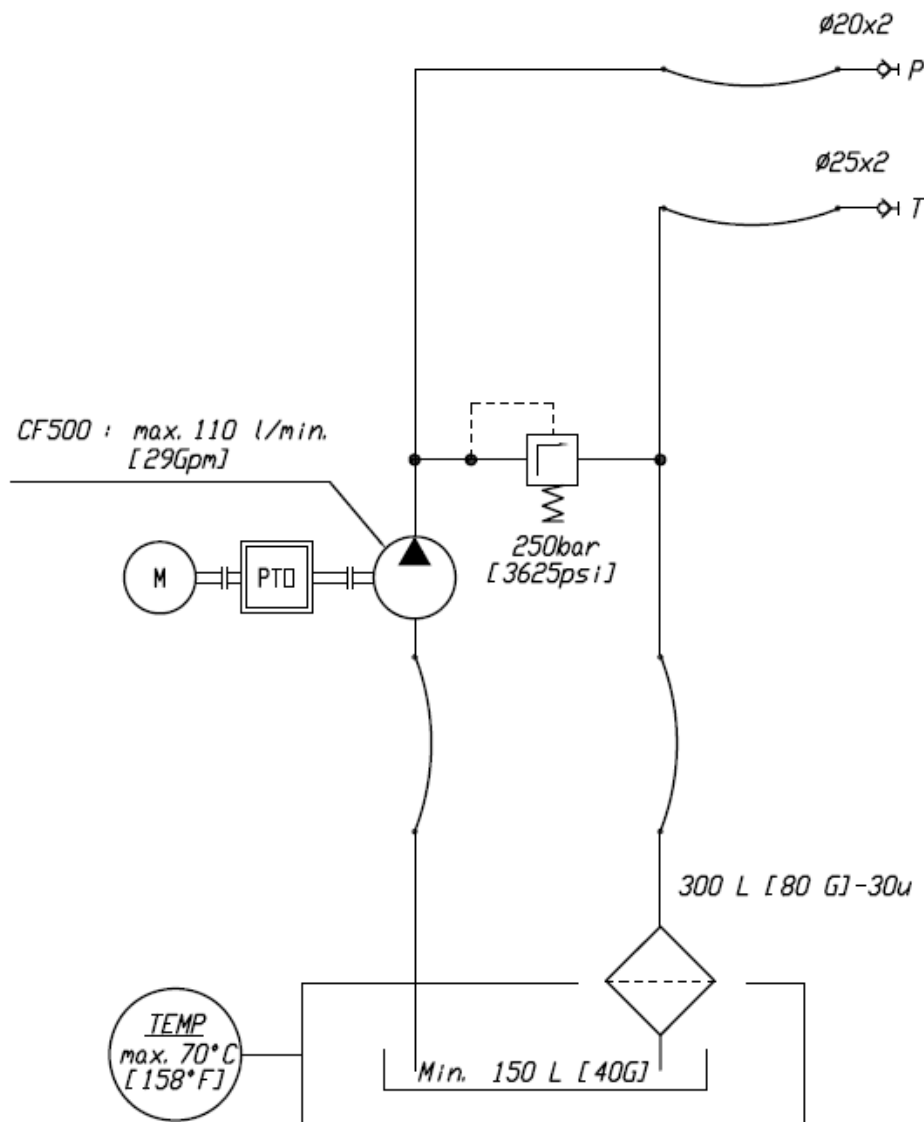 ø20x2
P
ø25x2
T
CF500 : max. 110 l/min.
[29Gpm]
250bar
[3625psi]
M
PTO
300 L [80 G]-30u
TEMP
max. 70°C
[158°F]
Min. 150 L [40G]